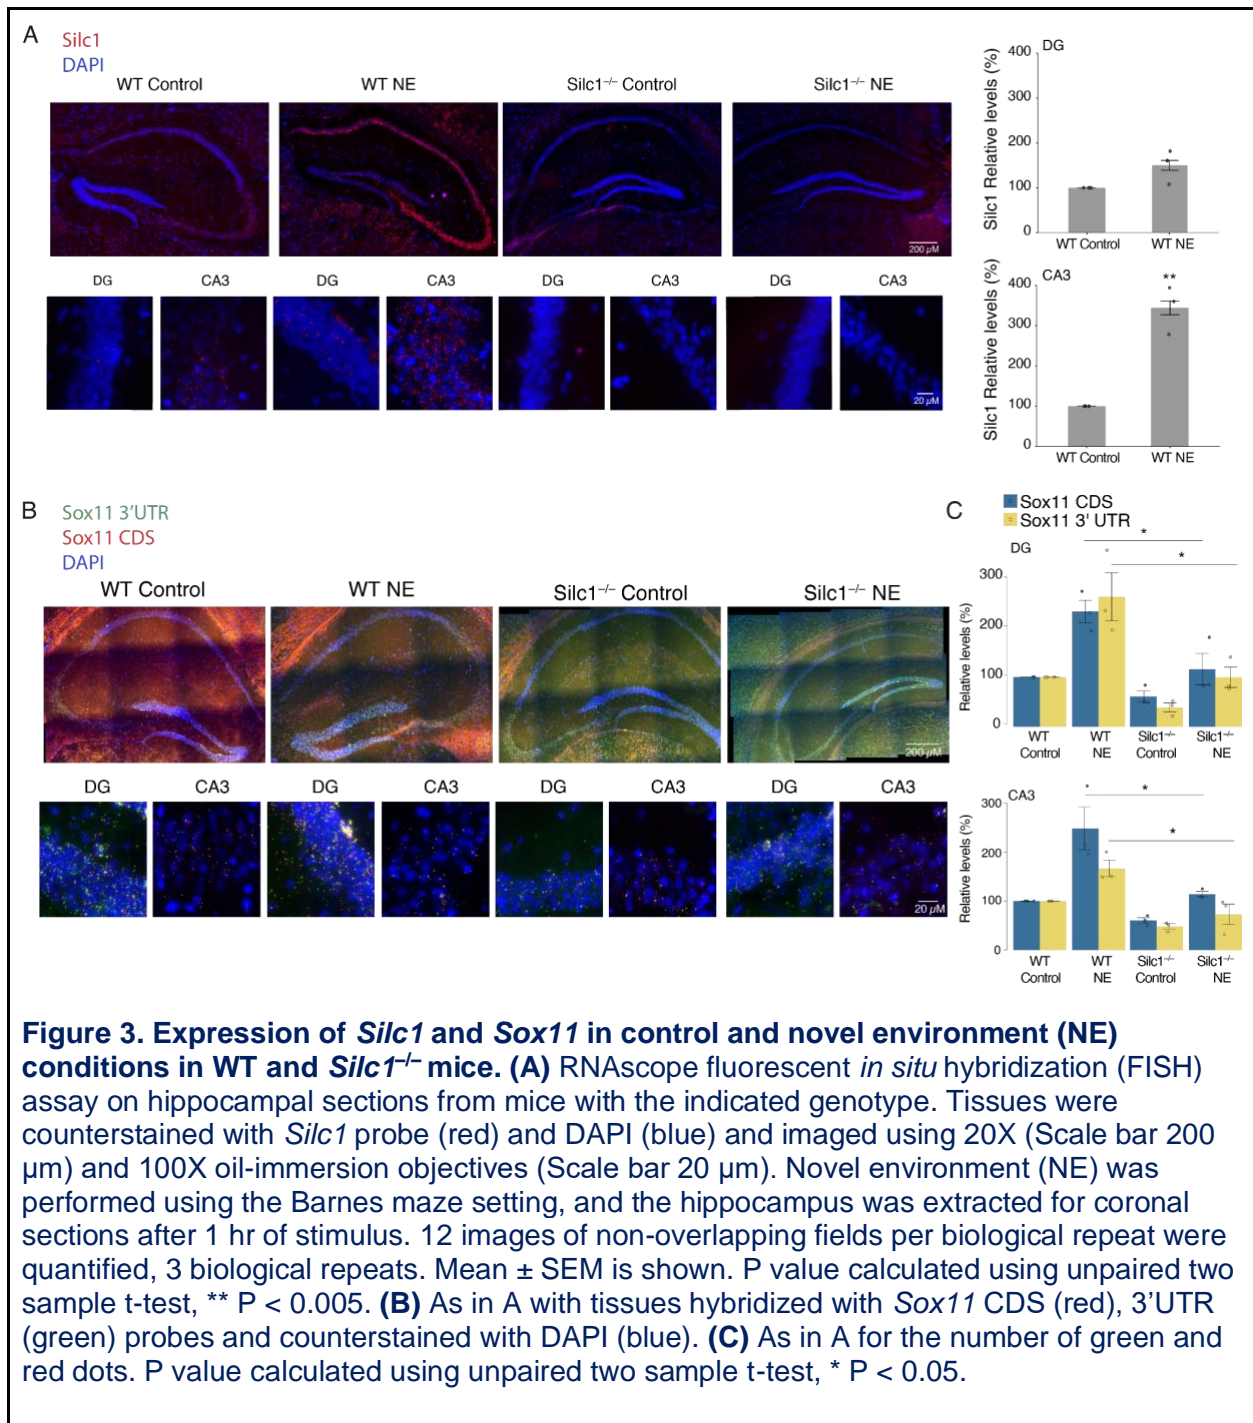 A
Silc1
DAPI
WT Control
WT NE
Silc1⁻/⁻ Control
Silc1⁻/⁻ NE
200 µM
DG
CA3
DG
CA3
DG
CA3
DG
CA3
20 µM
DG
Silc1 Relative levels (%)
400
300
200
100
0
WT Control
WT NE
CA3
**
Silc1 Relative levels (%)
400
300
200
100
0
WT Control
WT NE
B
Sox11 3'UTR
Sox11 CDS
DAPI
WT Control
WT NE
Silc1⁻/⁻ Control
Silc1⁻/⁻ NE
200 µM
DG
CA3
DG
CA3
DG
CA3
DG
CA3
20 µM
C
Sox11 CDS
Sox11 3' UTR
DG
*
*
Relative levels (%)
300
200
100
0
WT Control
WT NE
Silc1⁻/⁻ Control
Silc1⁻/⁻ NE
CA3
*
*
Relative levels (%)
300
200
100
0
WT Control
WT NE
Silc1⁻/⁻ Control
Silc1⁻/⁻ NE
Figure 3. Expression of Silc1 and Sox11 in control and novel environment (NE)
conditions in WT and Silc1–/– mice. (A) RNAscope fluorescent in situ hybridization (FISH)
assay on hippocampal sections from mice with the indicated genotype. Tissues were
counterstained with Silc1 probe (red) and DAPI (blue) and imaged using 20X (Scale bar 200
µm) and 100X oil-immersion objectives (Scale bar 20 µm). Novel environment (NE) was
performed using the Barnes maze setting, and the hippocampus was extracted for coronal
sections after 1 hr of stimulus. 12 images of non-overlapping fields per biological repeat were
quantified, 3 biological repeats. Mean ± SEM is shown. P value calculated using unpaired two
sample t-test, ** P < 0.005. (B) As in A with tissues hybridized with Sox11 CDS (red), 3’UTR
(green) probes and counterstained with DAPI (blue). (C) As in A for the number of green and
red dots. P value calculated using unpaired two sample t-test, * P < 0.05.